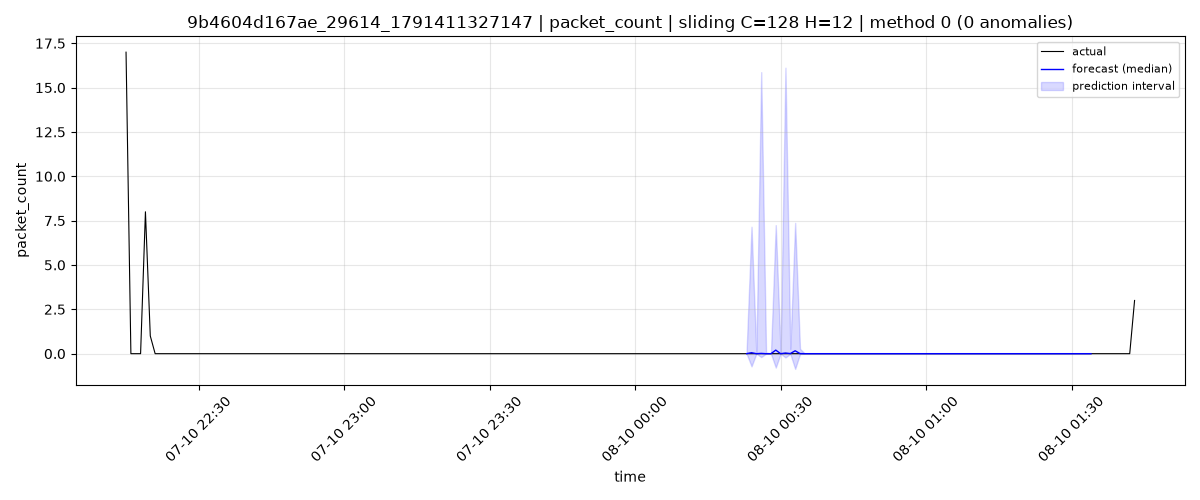 9b4604d167ae_29614_1791411327147 | packet_count | sliding C=128 H=12 | method 0 (0 anomalies)
actual
forecast (median)
prediction interval
17.5
15.0
12.5
10.0
7.5
5.0
2.5
0.0
packet_count
07-10 22:30
07-10 23:00
07-10 23:30
08-10 00:00
08-10 00:30
08-10 01:00
08-10 01:30
time